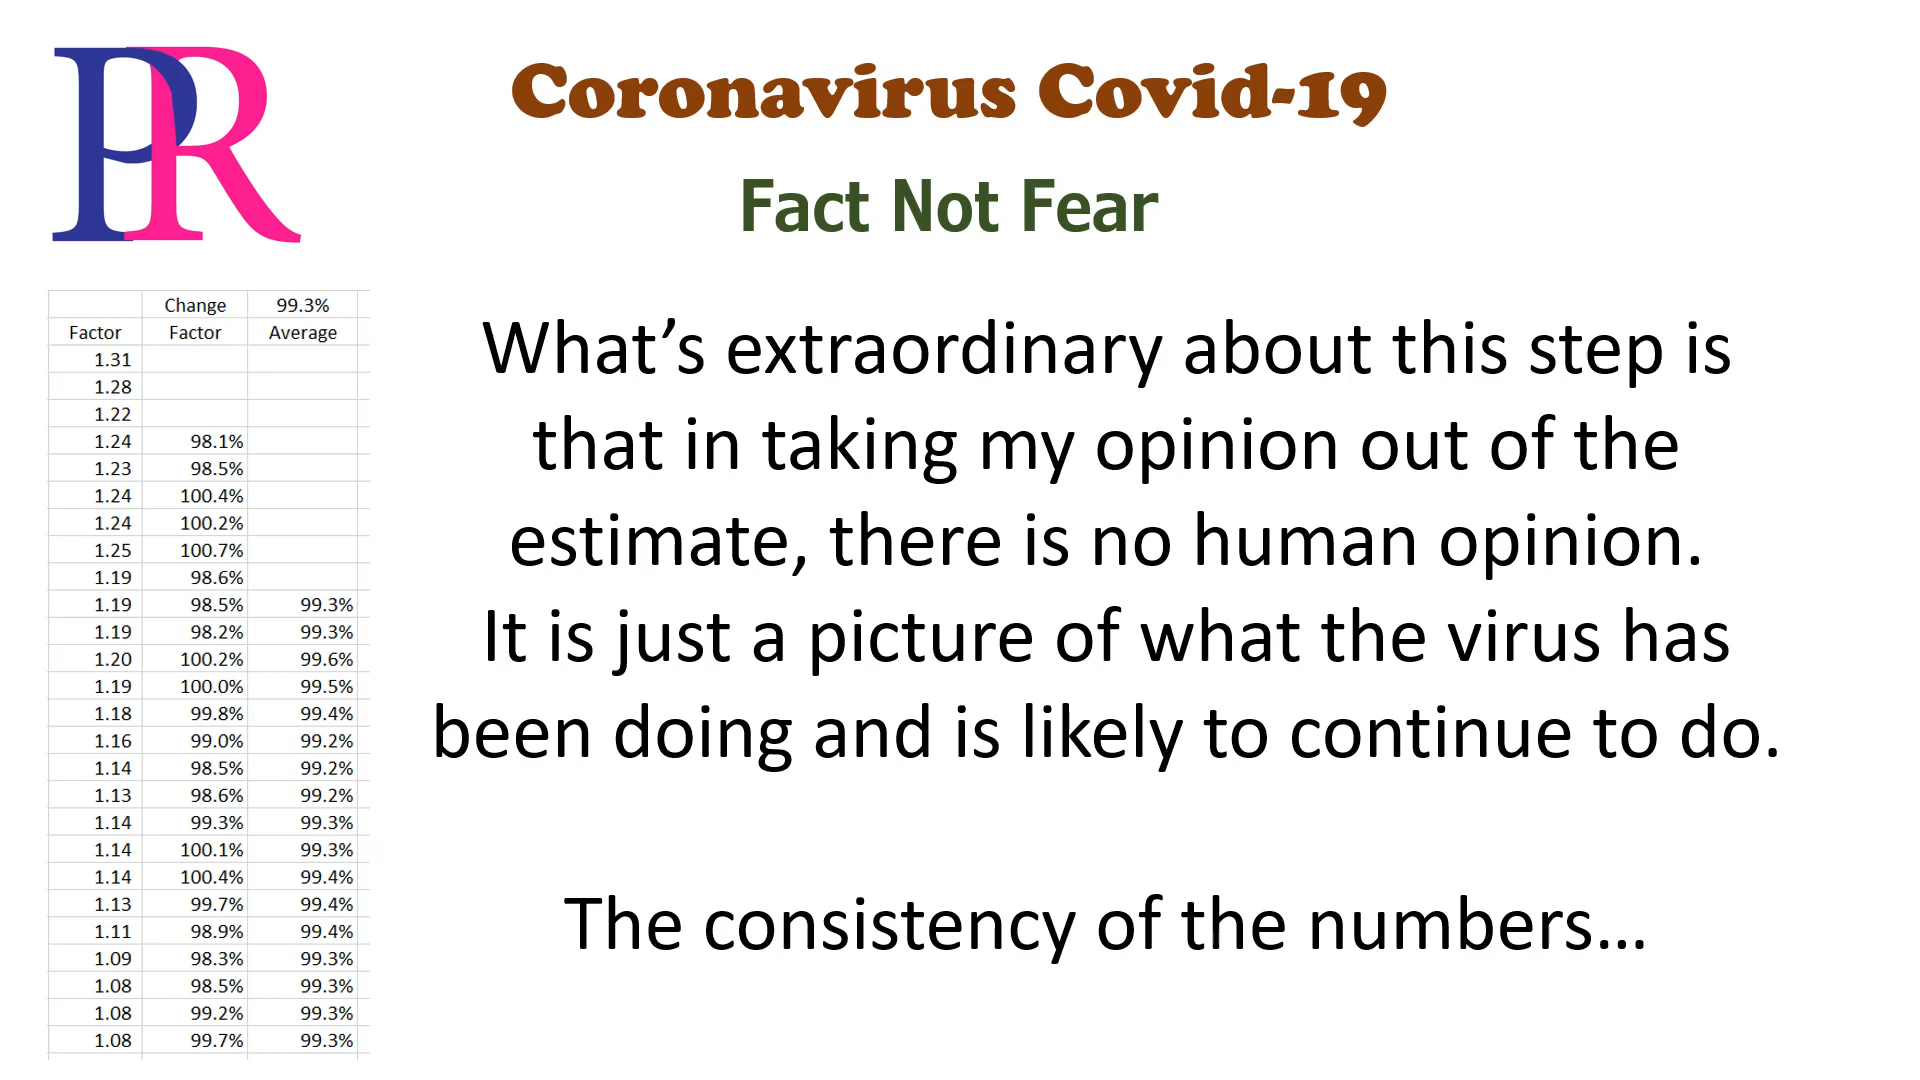 PR
Coronavirus Covid-19
Fact Not Fear
Change 99.3%
Factor Factor Average
1.31
1.28
1.22
1.24 98.1%
1.23 98.5%
1.24 100.4%
1.24 100.2%
1.25 100.7%
1.19 98.6%
1.19 98.5% 99.3%
1.19 98.2% 99.3%
1.20 100.2% 99.6%
1.19 100.0% 99.5%
1.18 99.8% 99.4%
1.16 99.0% 99.2%
1.14 98.5% 99.2%
1.13 98.6% 99.2%
1.14 99.3% 99.3%
1.14 100.1% 99.3%
1.14 100.4% 99.4%
1.13 99.7% 99.4%
1.11 98.9% 99.4%
1.09 98.3% 99.3%
1.08 98.5% 99.3%
1.08 99.2% 99.3%
1.08 99.7% 99.3%
What’s extraordinary about this step is
that in taking my opinion out of the
estimate, there is no human opinion.
It is just a picture of what the virus has
been doing and is likely to continue to do.
The consistency of the numbers…